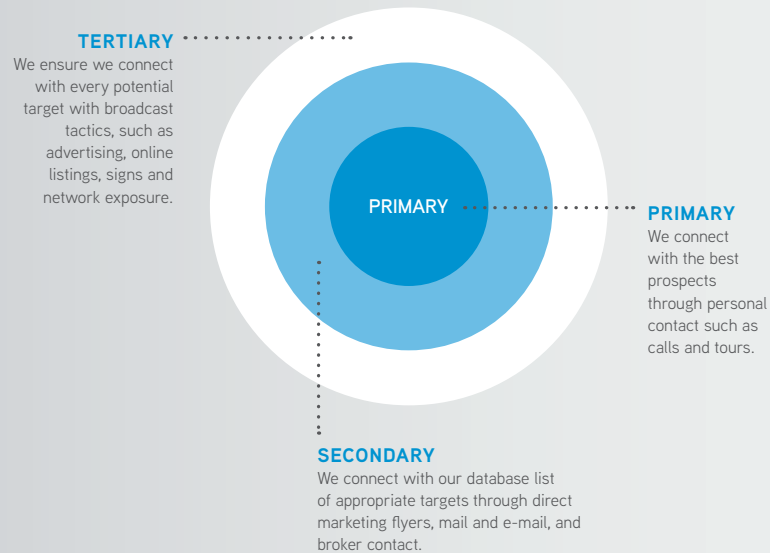 TERTIARY
We ensure we connect
with every potential
target with broadcast
tactics, such as
advertising, online
listings, signs and
network exposure.
PRIMARY
PRIMARY
We connect
with the best
prospects
through personal
contact such as
calls and tours.
SECONDARY
We connect with our database list
of appropriate targets through direct
marketing flyers, mail and e-mail, and
broker contact.